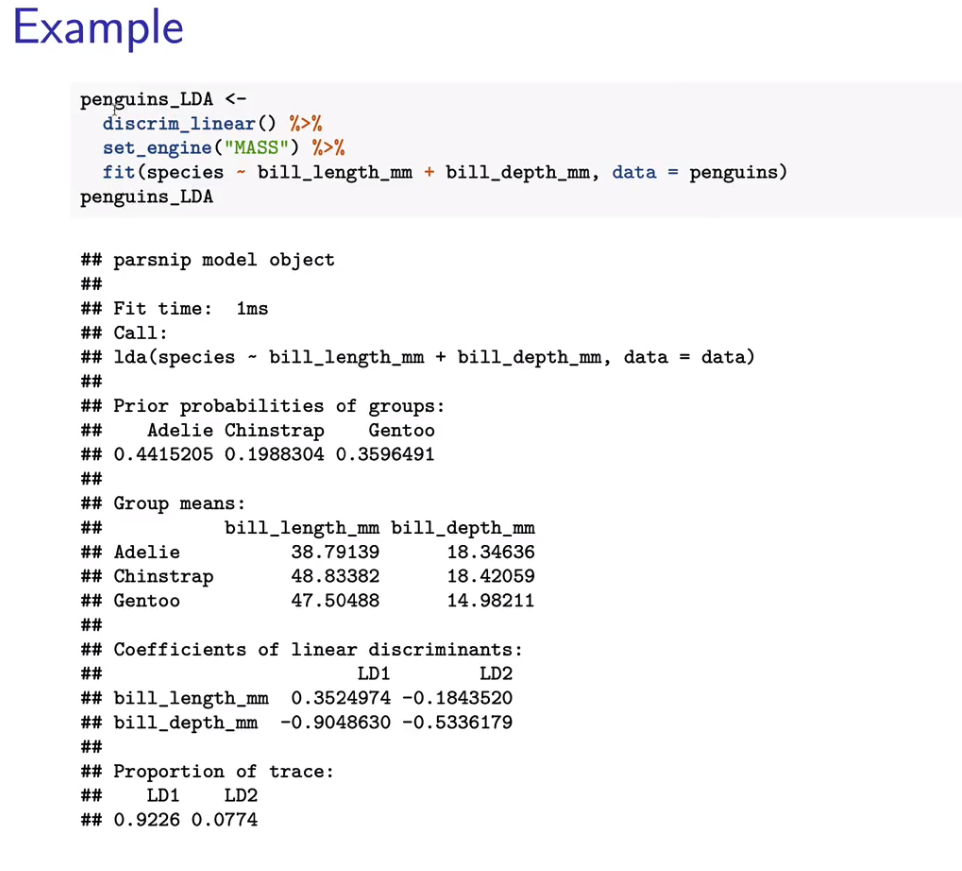 Example
penguins_LDA <-
  discrim_linear() %>%
  set_engine("MASS") %>%
  fit(species ~ bill_length_mm + bill_depth_mm, data = penguins)
penguins_LDA
## parsnip model object
##
## Fit time:  1ms
## Call:
## lda(species ~ bill_length_mm + bill_depth_mm, data = data)
##
## Prior probabilities of groups:
##    Adelie Chinstrap    Gentoo
## 0.4415205 0.1988304 0.3596491
##
## Group means:
##           bill_length_mm bill_depth_mm
## Adelie          38.79139      18.34636
## Chinstrap       48.83382      18.42059
## Gentoo          47.50488      14.98211
##
## Coefficients of linear discriminants:
##                       LD1        LD2
## bill_length_mm  0.3524974 -0.1843520
## bill_depth_mm  -0.9048630 -0.5336179
##
## Proportion of trace:
##    LD1    LD2
## 0.9226 0.0774